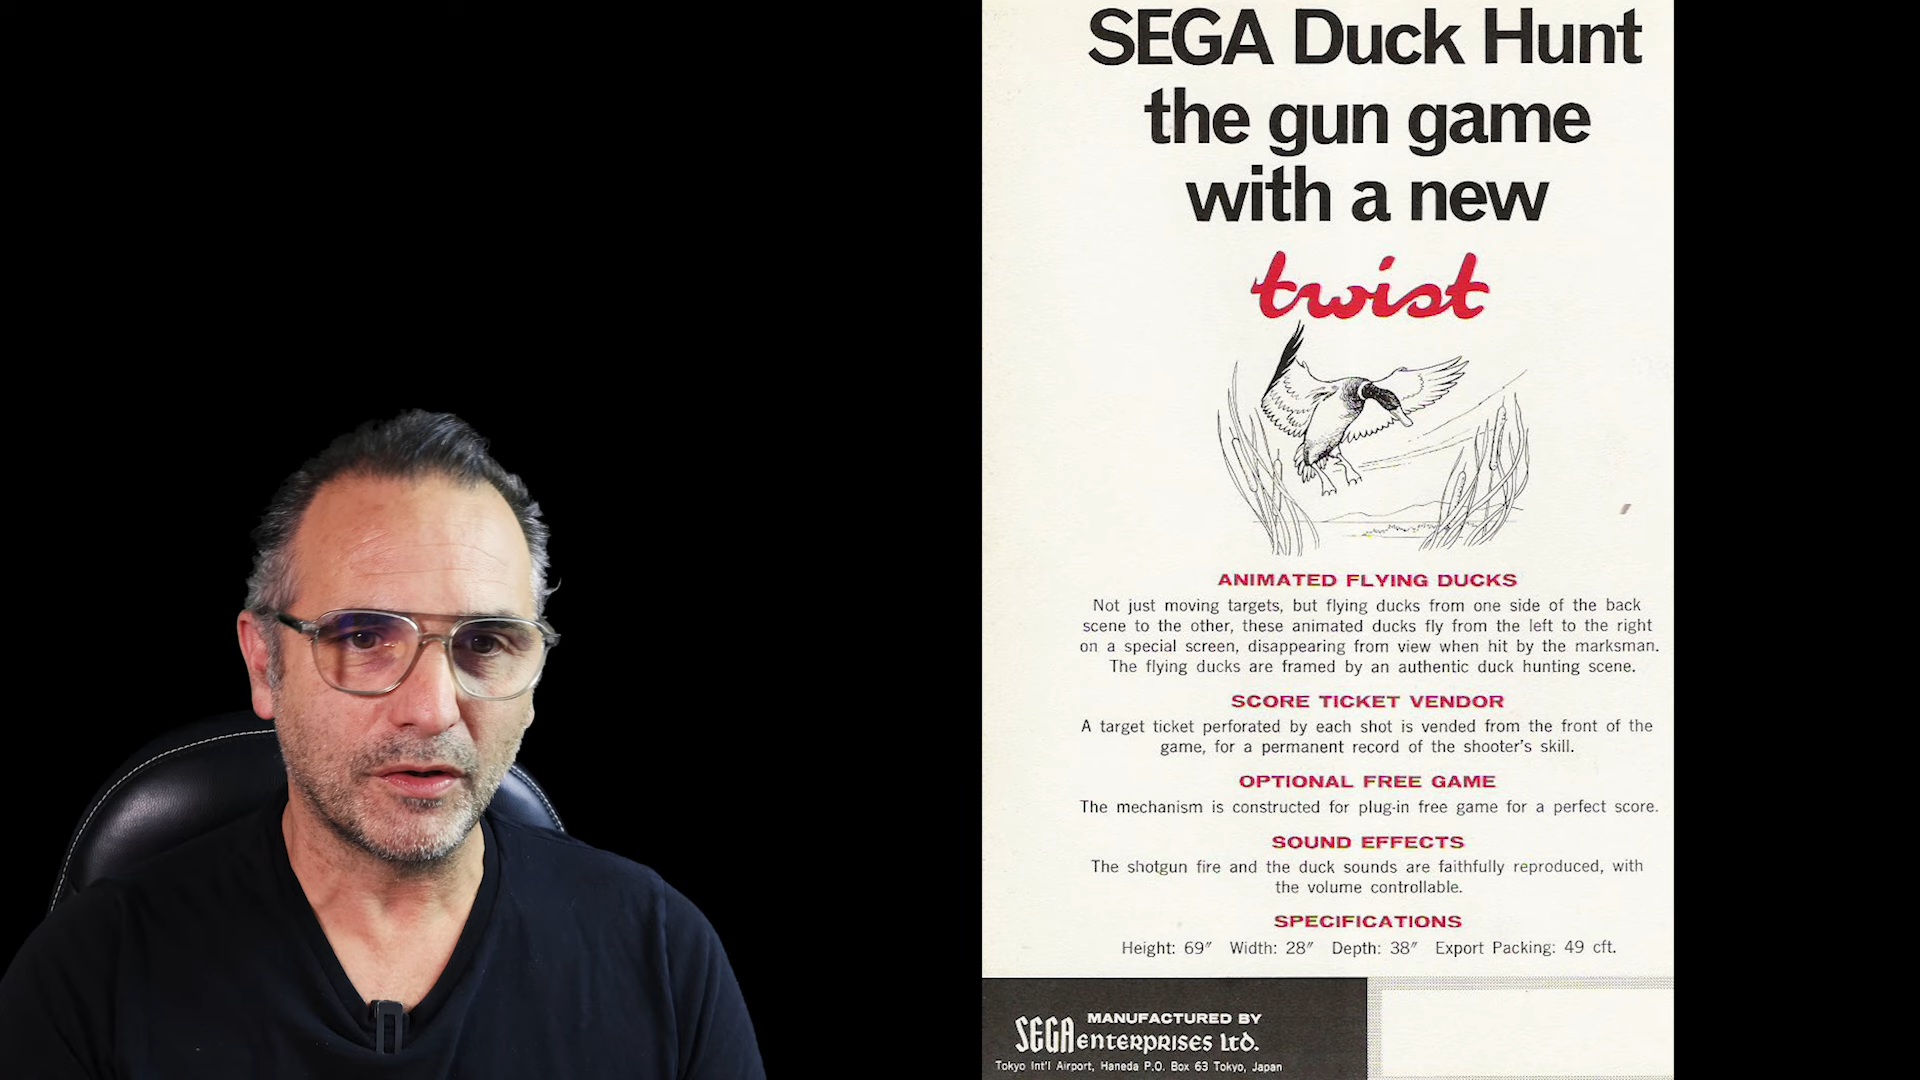 SEGA Duck Hunt
the gun game
with a new
twist
ANIMATED FLYING DUCKS
Not just moving targets, but flying ducks from one side of the back
scene to the other, these animated ducks fly from the left to the right
on a special screen, disappearing from view when hit by the marksman.
The flying ducks are framed by an authentic duck hunting scene.
SCORE TICKET VENDOR
A target ticket perforated by each shot is vended from the front of the
game, for a permanent record of the shooter's skill.
OPTIONAL FREE GAME
The mechanism is constructed for plug-in free game for a perfect score.
SOUND EFFECTS
The shotgun fire and the duck sounds are faithfully reproduced, with
the volume controllable.
SPECIFICATIONS
Height: 69″ Width: 28″ Depth: 38″ Export Packing: 49 cft.
MANUFACTURED BY
SEGA ENTERPRISES Ltd.
Tokyo Int'l Airport, Haneda P.O. Box 63 Tokyo, Japan